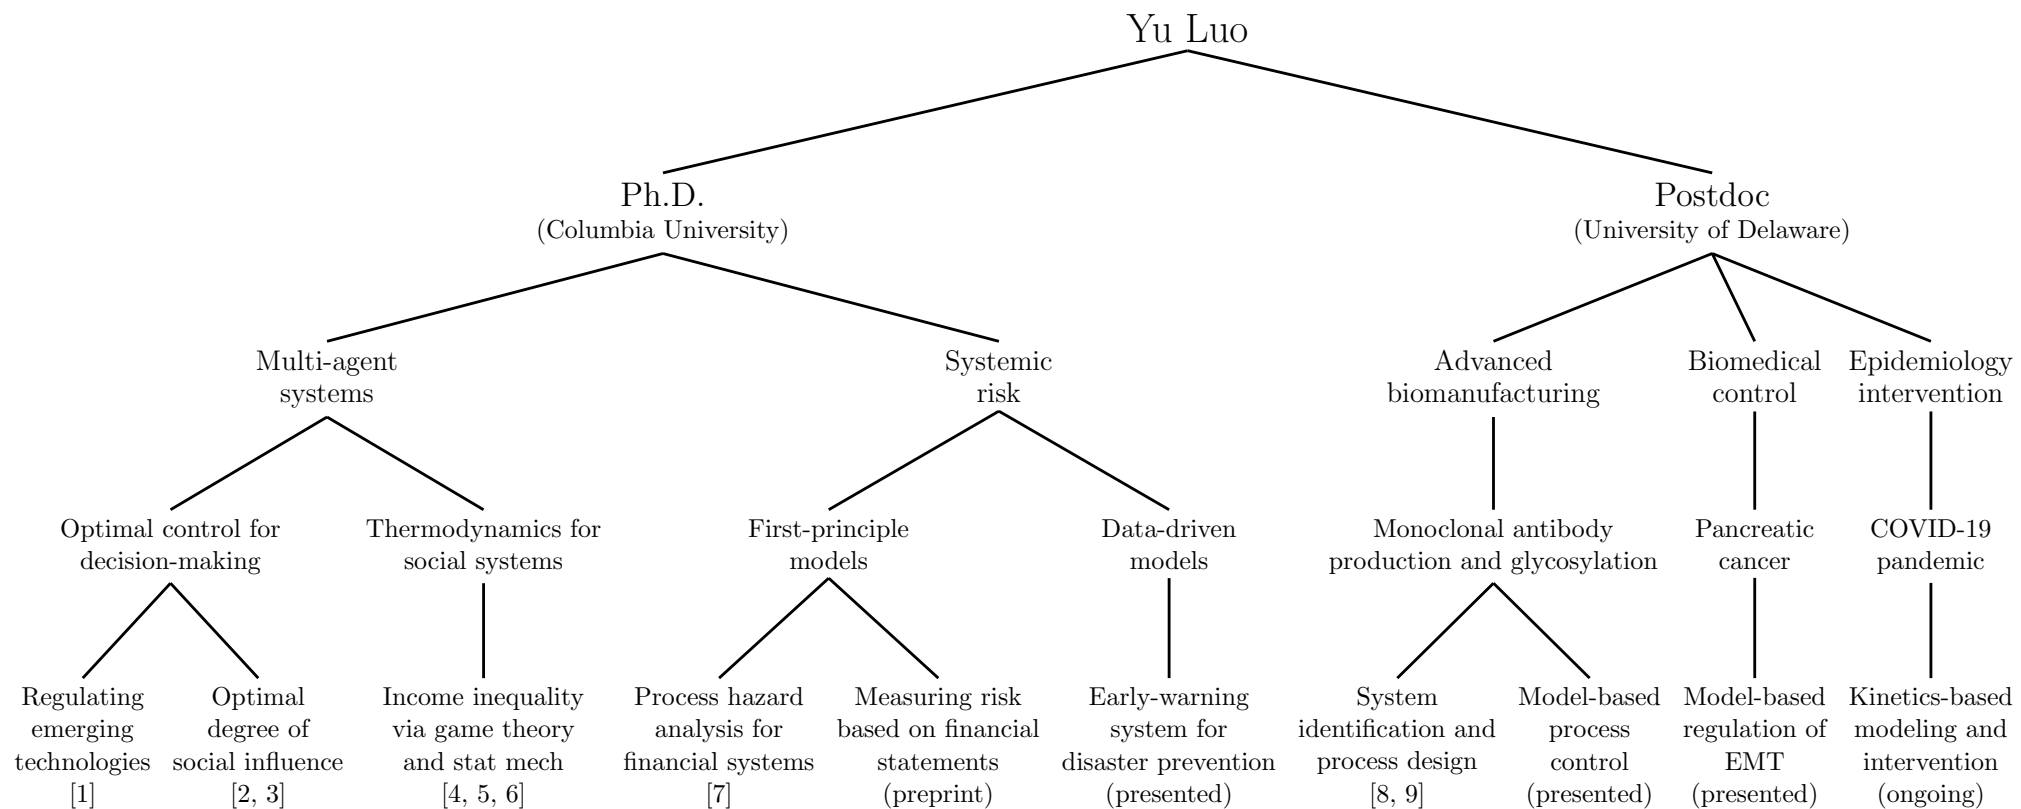 Yu Luo
Ph.D.
(Columbia University)
Postdoc
(University of Delaware)
Multi-agent
systems
Systemic
risk
Advanced
biomanufacturing
Biomedical
control
Epidemiology
intervention
Optimal control for
decision-making
Thermodynamics for
social systems
First-principle
models
Data-driven
models
Monoclonal antibody
production and glycosylation
Pancreatic
cancer
COVID-19
pandemic
Regulating
emerging
technologies
[1]
Optimal
degree of
social influence
[2, 3]
Income inequality
via game theory
and stat mech
[4, 5, 6]
Process hazard
analysis for
financial systems
[7]
Measuring risk
based on financial
statements
(preprint)
Early-warning
system for
disaster prevention
(presented)
System
identification and
process design
[8, 9]
Model-based
process
control
(presented)
Model-based
regulation of
EMT
(presented)
Kinetics-based
modeling and
intervention
(ongoing)